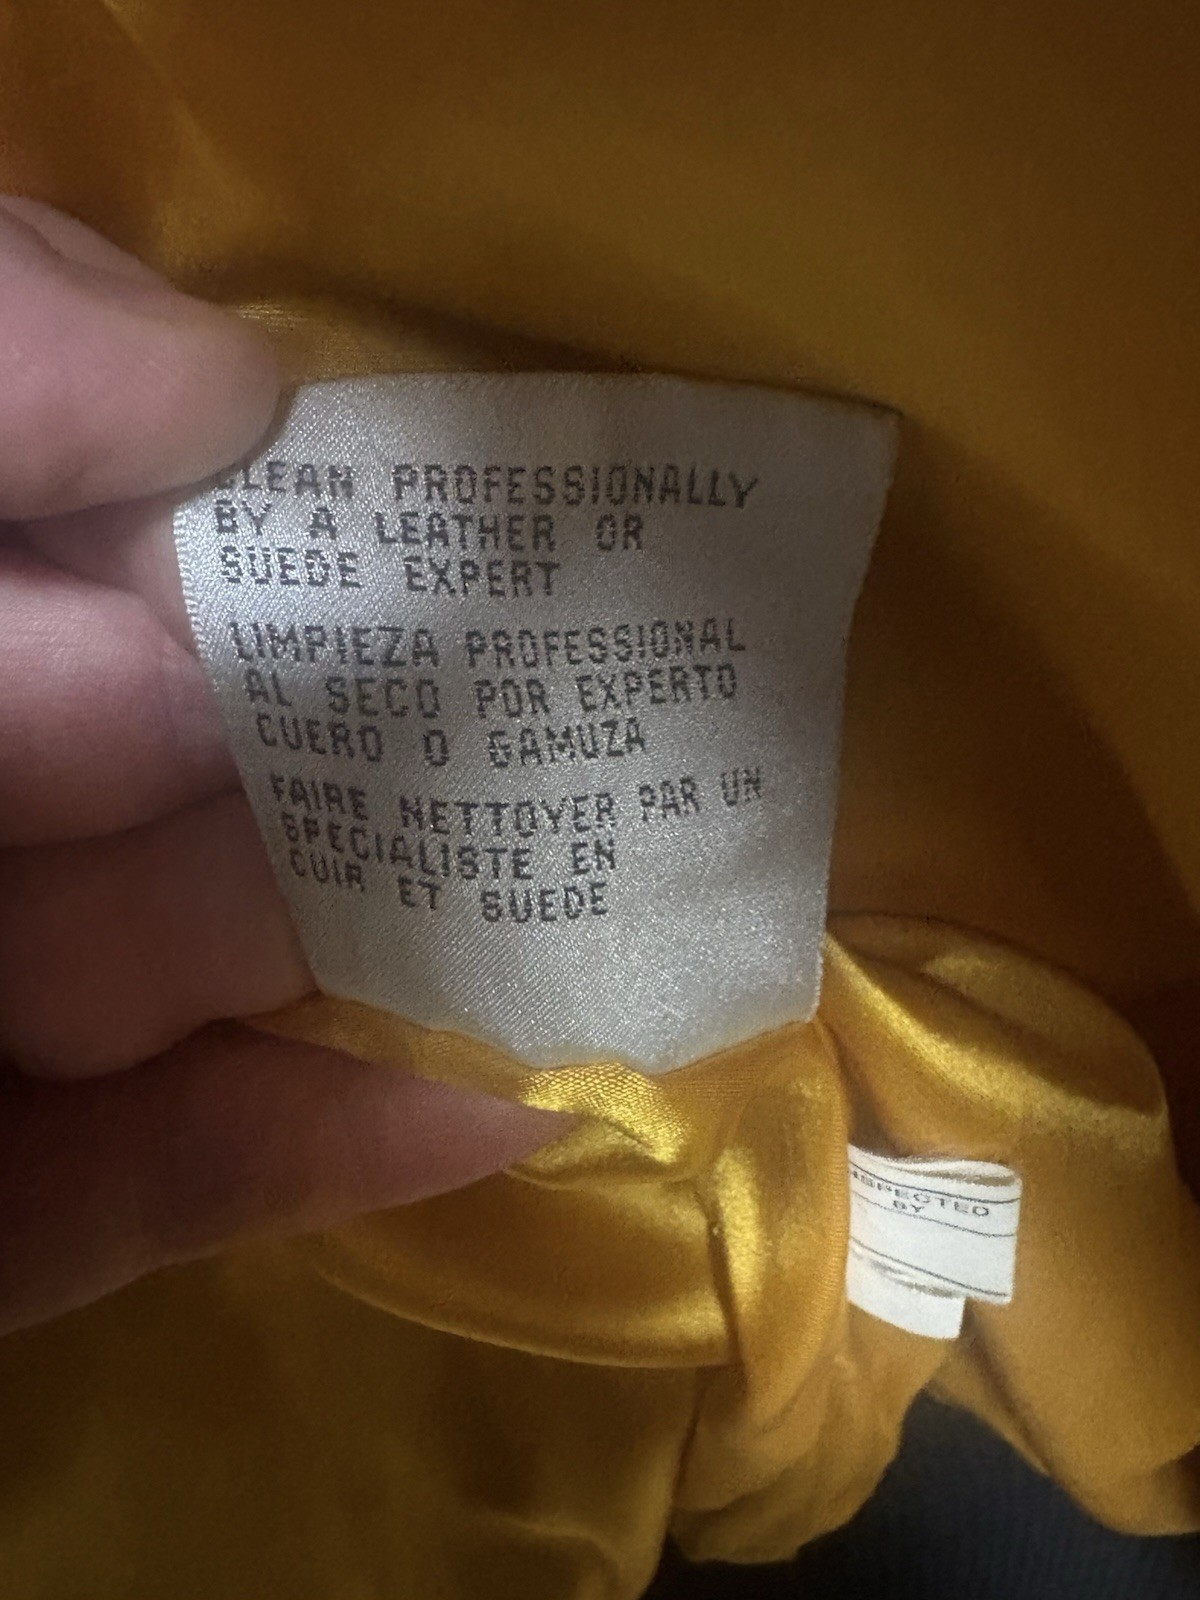 CLEAN PROFESSIONALLY
BY A LEATHER OR
SUEDE EXPERT
LIMPIEZA PROFESSIONAL
AL SECO POR EXPERTO
CUERO O GAMUZA
FAIRE NETTOYER PAR UN
SPECIALISTE EN
CUIR ET SUEDE
INSPECTED
BY